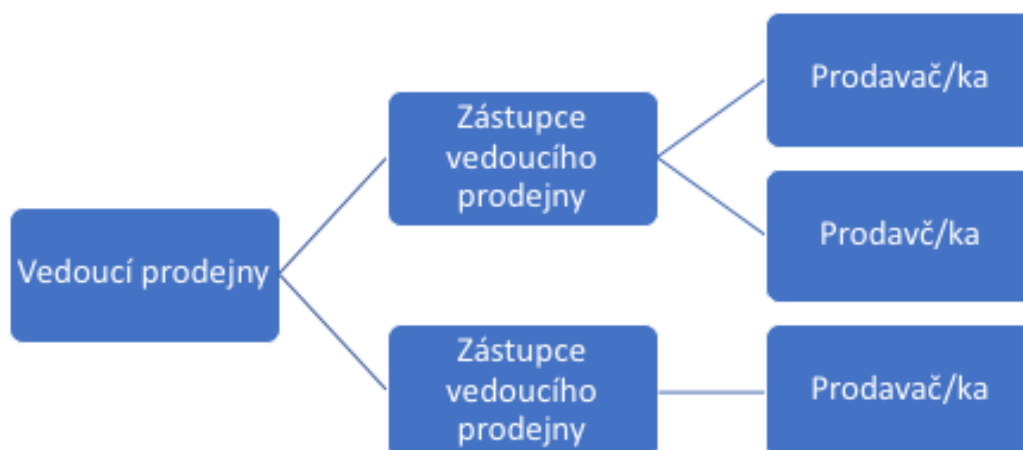 Vedoucí prodejny
Zástupce
vedoucího
prodejny
Prodavač/ka
Prodavč/ka
Zástupce
vedoucího
prodejny
Prodavač/ka